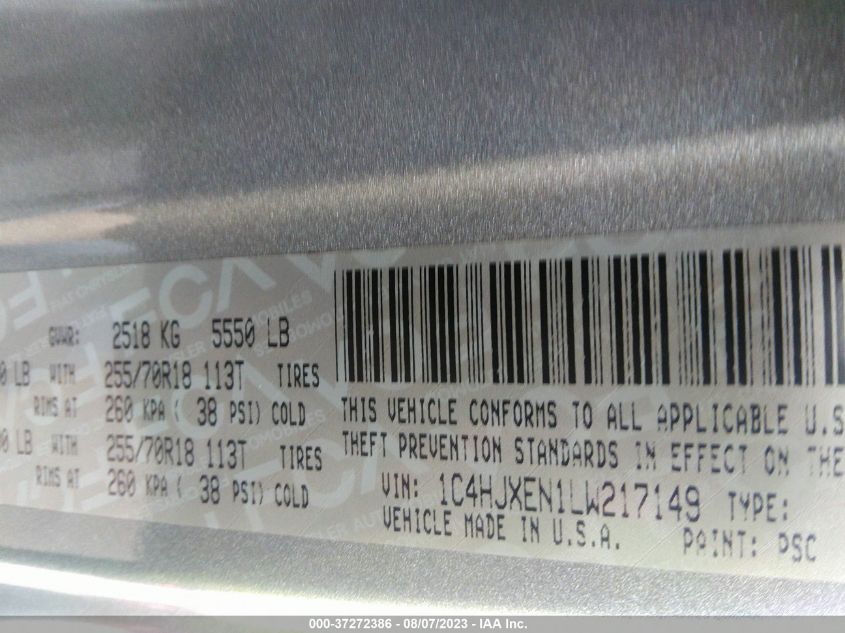 GVWR: 2518 KG 5550 LB
0 LB WITH 255/70R18 113T TIRES
RIMS AT 260 KPA ( 38 PSI) COLD
00 LB WITH 255/70R18 113T TIRES
RIMS AT 260 KPA ( 38 PSI) COLD
THIS VEHICLE CONFORMS TO ALL APPLICABLE U.S
THEFT PREVENTION STANDARDS IN EFFECT ON THE
VIN: 1C4HJXEN1LW217149 TYPE:
VEHICLE MADE IN U.S.A. PAINT: PSC
000-37272386 - 08/07/2023 - IAA Inc.